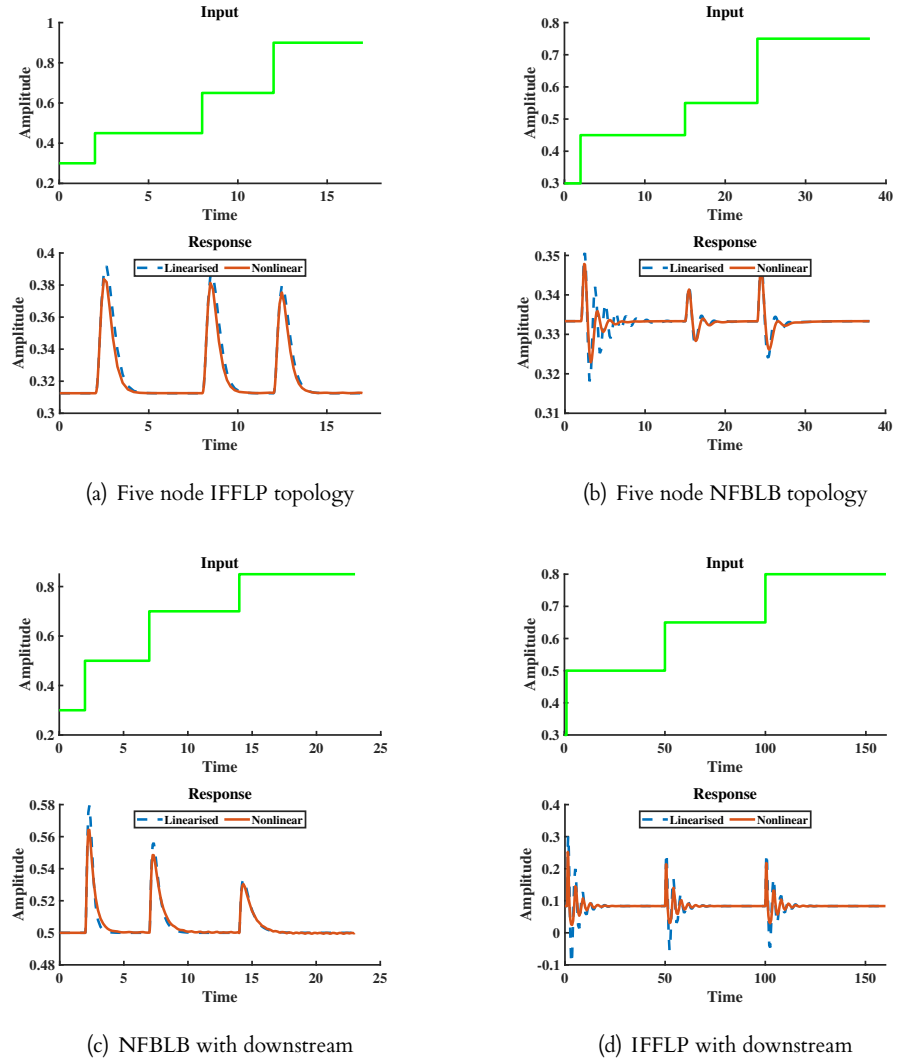 Input
1
0.8
0.6
0.4
0.2
Amplitude
0 5 10 15
Time
Response
0.4
0.38
0.36
0.34
0.32
0.3
Amplitude
Linearised Nonlinear
0 5 10 15
Time
(a) Five node IFFLP topology
Input
0.8
0.7
0.6
0.5
0.4
0.3
Amplitude
0 10 20 30 40
Time
Response
0.35
0.34
0.33
0.32
0.31
Amplitude
Linearised Nonlinear
0 10 20 30 40
Time
(b) Five node NFBLB topology
Input
0.8
0.6
0.4
0.2
Amplitude
0 5 10 15 20 25
Time
Response
0.58
0.56
0.54
0.52
0.5
0.48
Amplitude
Linearised Nonlinear
0 5 10 15 20 25
Time
(c) NFBLB with downstream
Input
0.8
0.7
0.6
0.5
0.4
0.3
Amplitude
0 50 100 150
Time
Response
0.4
0.3
0.2
0.1
0
-0.1
Amplitude
Linearised Nonlinear
0 50 100 150
Time
(d) IFFLP with downstream